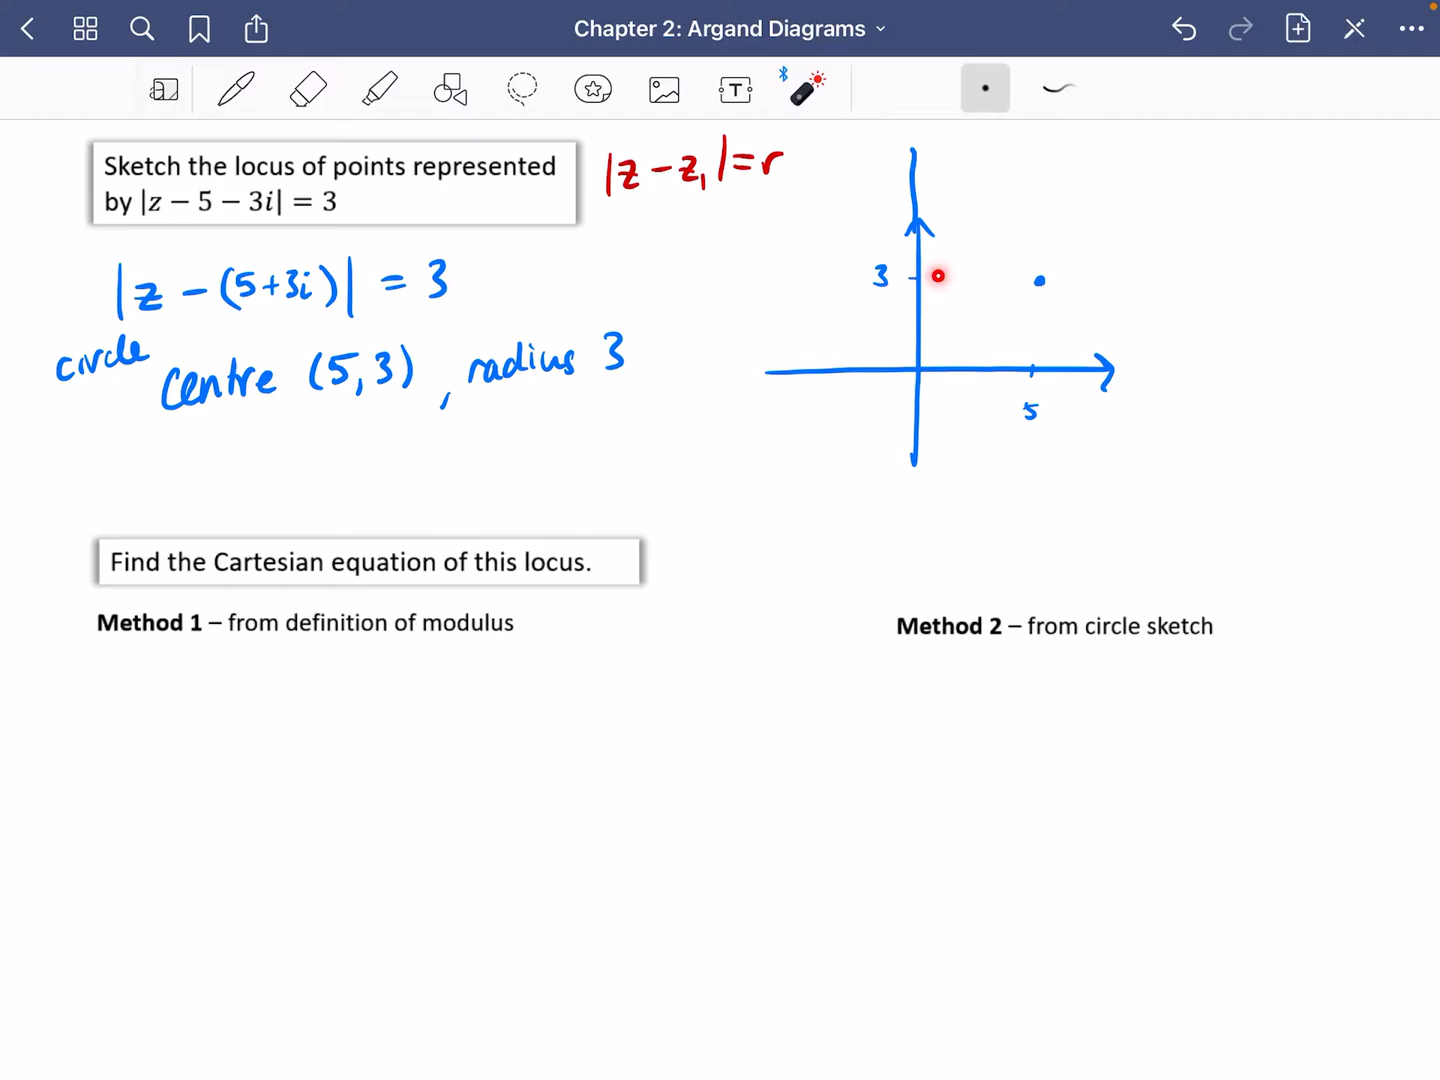 Chapter 2: Argand Diagrams
Sketch the locus of points represented
by |z − 5 − 3i| = 3
|z − z₁| = r
|z − (5+3i)| = 3
circle
centre (5,3), radius 3
3
5
Find the Cartesian equation of this locus.
Method 1 – from definition of modulus
Method 2 – from circle sketch